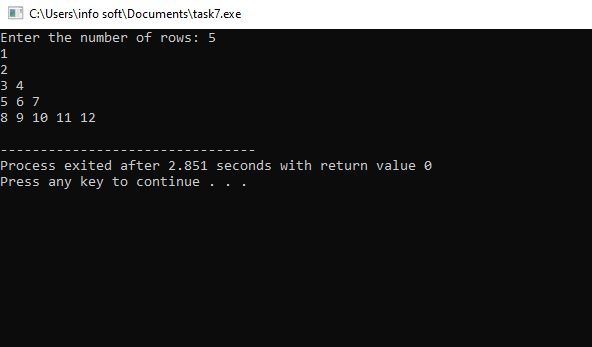 C:\Users\info soft\Documents\task7.exe
Enter the number of rows: 5
1
2
3 4
5 6 7
8 9 10 11 12

--------------------------------
Process exited after 2.851 seconds with return value 0
Press any key to continue . . .